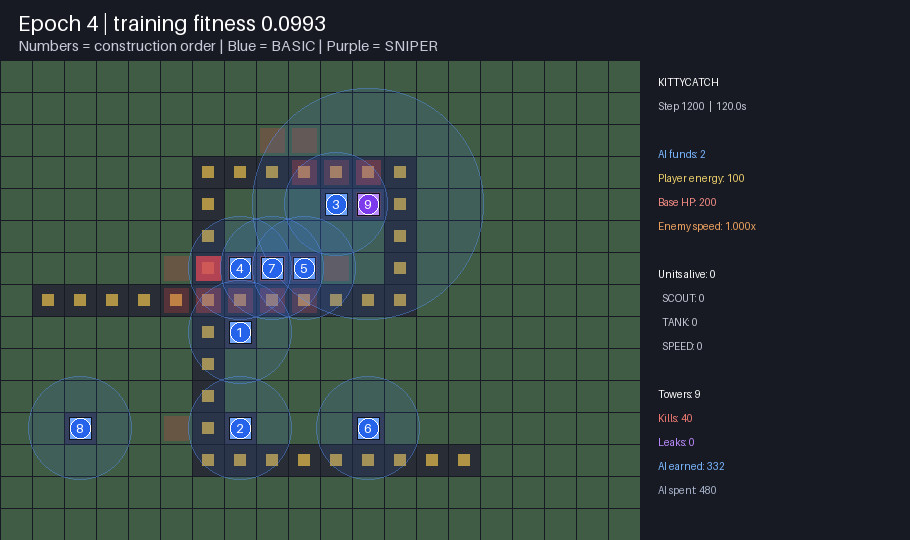 Epoch 4 | training fitness 0.0993
Numbers = construction order | Blue = BASIC | Purple = SNIPER
KITTYCATCH
Step 1200 | 120.0s
AI funds: 2
Player energy: 100
Base HP: 200
Enemy speed: 1.000x
Units alive: 0
SCOUT: 0
TANK: 0
SPEED: 0
Towers: 9
Kills: 40
Leaks: 0
AI earned: 332
AI spent: 480
3 9
4 7 5
1
8 2 6